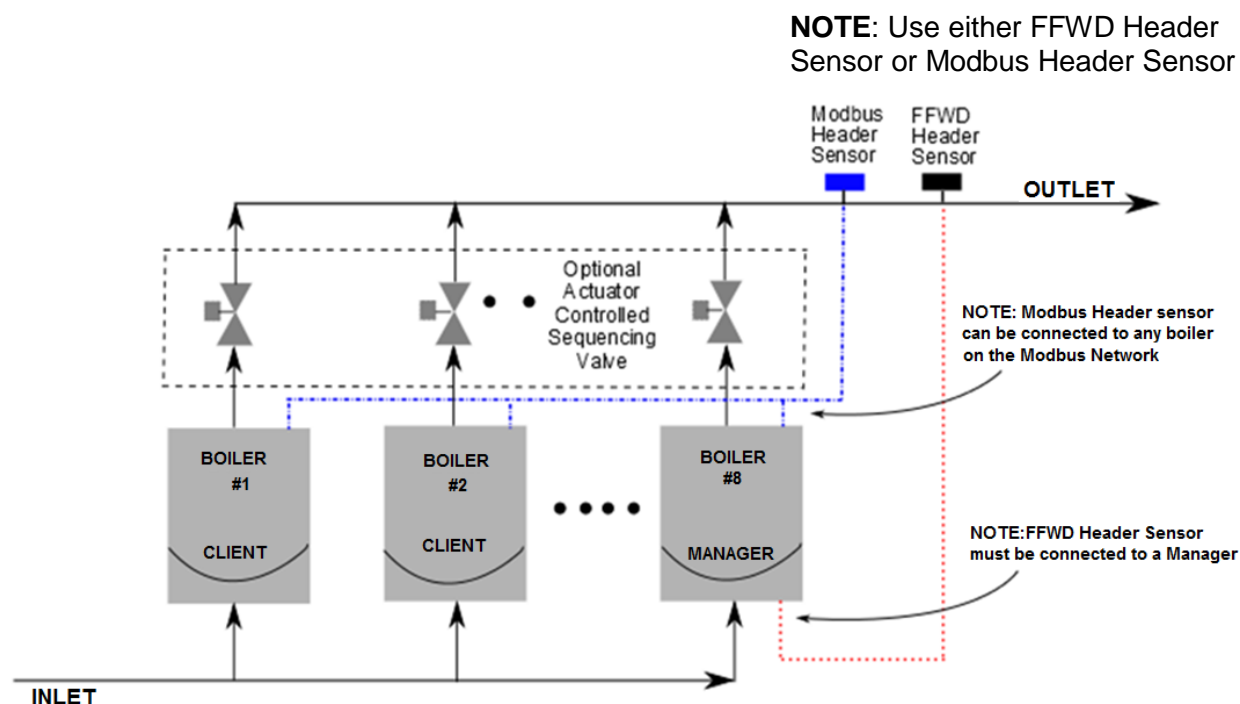 NOTE: Use either FFWD Header
Sensor or Modbus Header Sensor
Modbus
Header
Sensor
FFWD
Header
Sensor
OUTLET
Optional
Actuator
Controlled
Sequencing
Valve
NOTE: Modbus Header sensor
can be connected to any boiler
on the Modbus Network
BOILER
#1
CLIENT
BOILER
#2
CLIENT
BOILER
#8
MANAGER
NOTE:FFWD Header Sensor
must be connected to a Manager
INLET